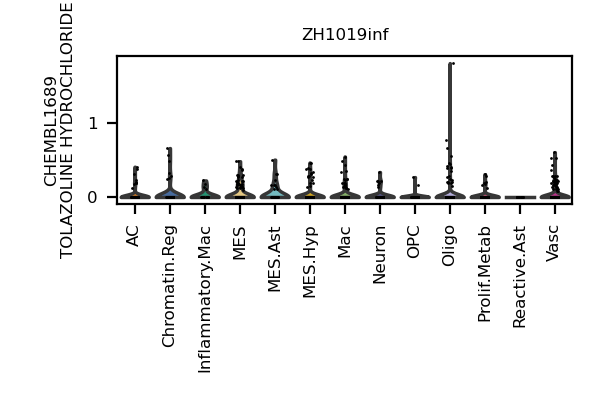 ZH1019inf
CHEMBL1689
TOLAZOLINE HYDROCHLORIDE
1
0
AC
Chromatin.Reg
Inflammatory.Mac
MES
MES.Ast
MES.Hyp
Mac
Neuron
OPC
Oligo
Prolif.Metab
Reactive.Ast
Vasc